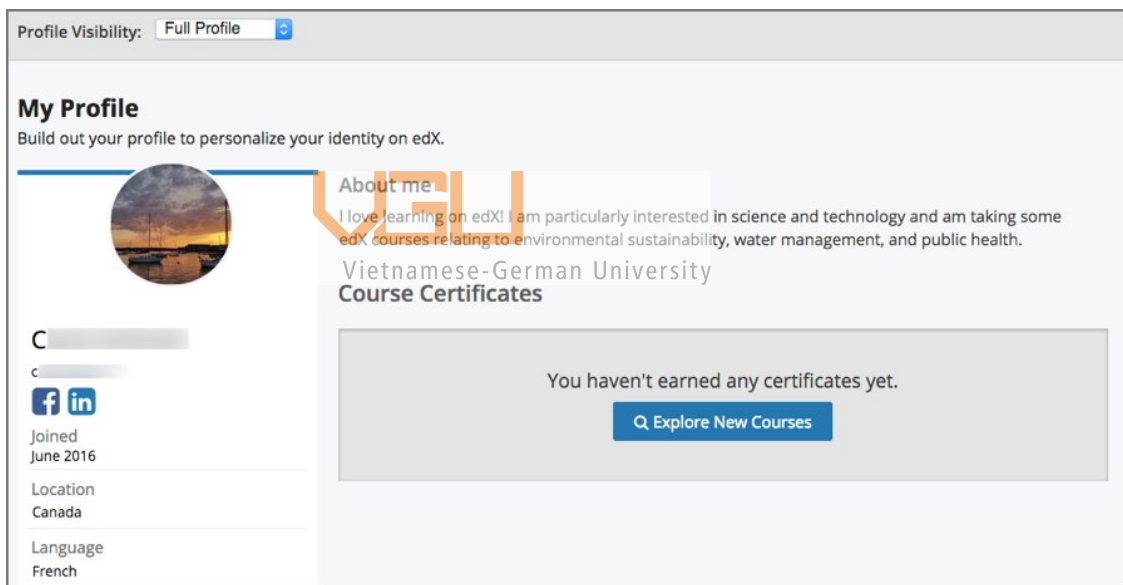 Profile Visibility: Full Profile
My Profile
Build out your profile to personalize your identity on edX.
About me
I love learning on edX! I am particularly interested in science and technology and am taking some
edX courses relating to environmental sustainability, water management, and public health.
VGU
Vietnamese-German University
Course Certificates
You haven't earned any certificates yet.
Explore New Courses
C
c
f in
Joined
June 2016
Location
Canada
Language
French